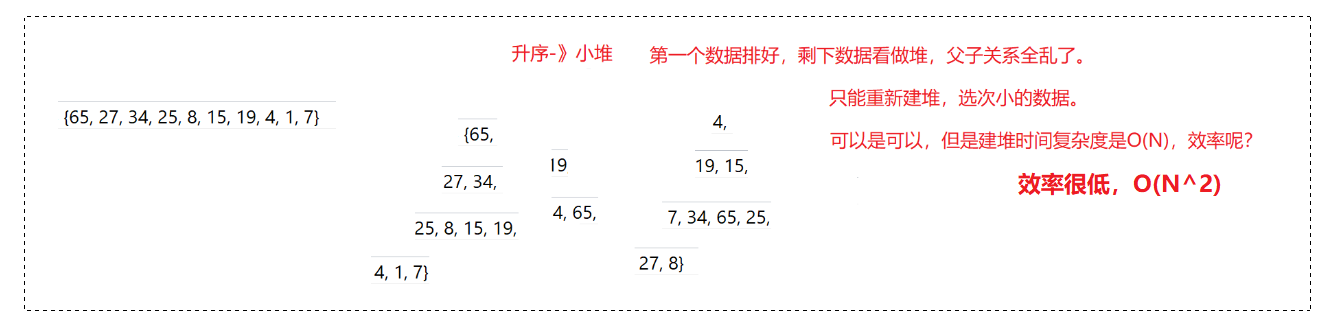 升序-》小堆
第一个数据排好，剩下数据看做堆，父子关系全乱了。
只能重新建堆，选次小的数据。
可以是可以，但是建堆时间复杂度是O(N)，效率呢？
效率很低，O(N^2)
{65, 27, 34, 25, 8, 15, 19, 4, 1, 7}
{65,
27, 34,
25, 8, 15, 19,
4, 1, 7}
19
4, 65,
4,
19, 15,
7, 34, 65, 25,
27, 8}